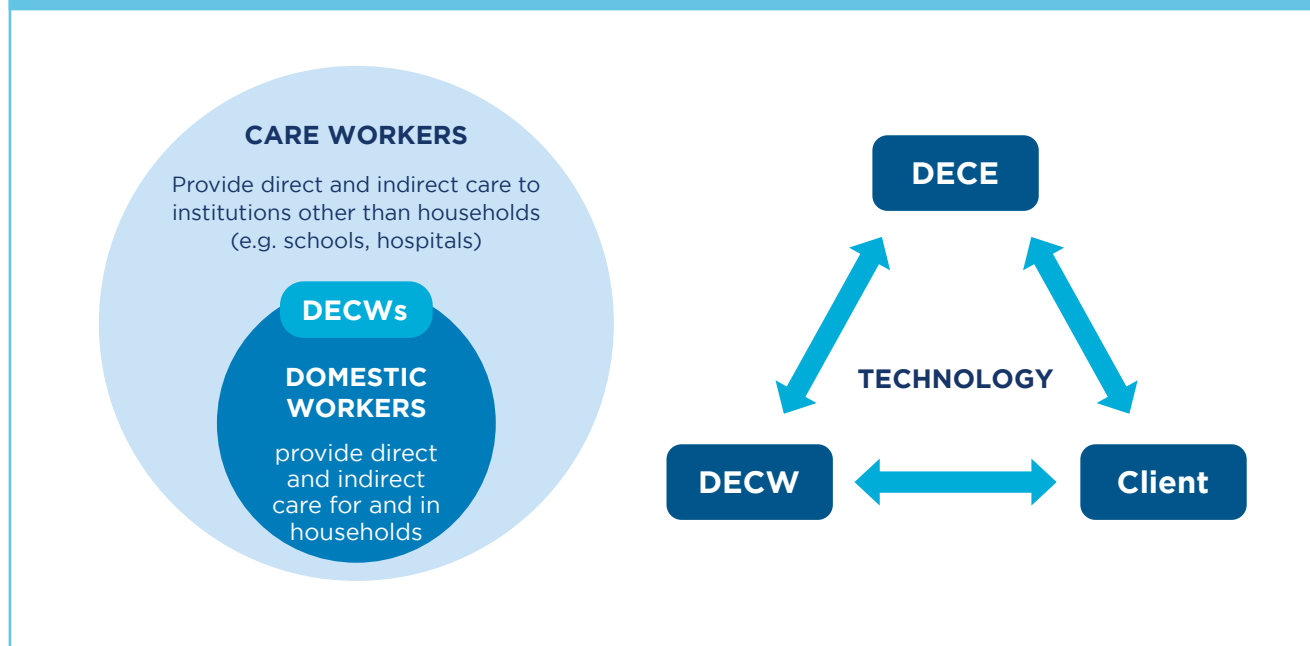 CARE WORKERS
Provide direct and indirect care to
institutions other than households
(e.g. schools, hospitals)
DECWs
DOMESTIC
WORKERS
provide direct
and indirect
care for and in
households
DECE
TECHNOLOGY
DECW
Client